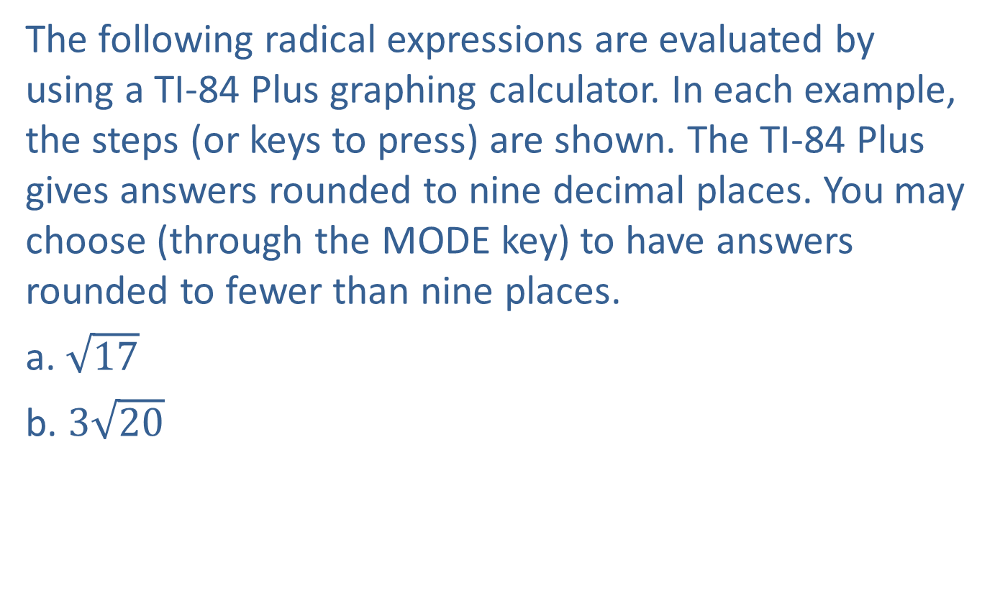 The following radical expressions are evaluated by
using a TI-84 Plus graphing calculator. In each example,
the steps (or keys to press) are shown. The TI-84 Plus
gives answers rounded to nine decimal places. You may
choose (through the MODE key) to have answers
rounded to fewer than nine places.
a. √17
b. 3√20